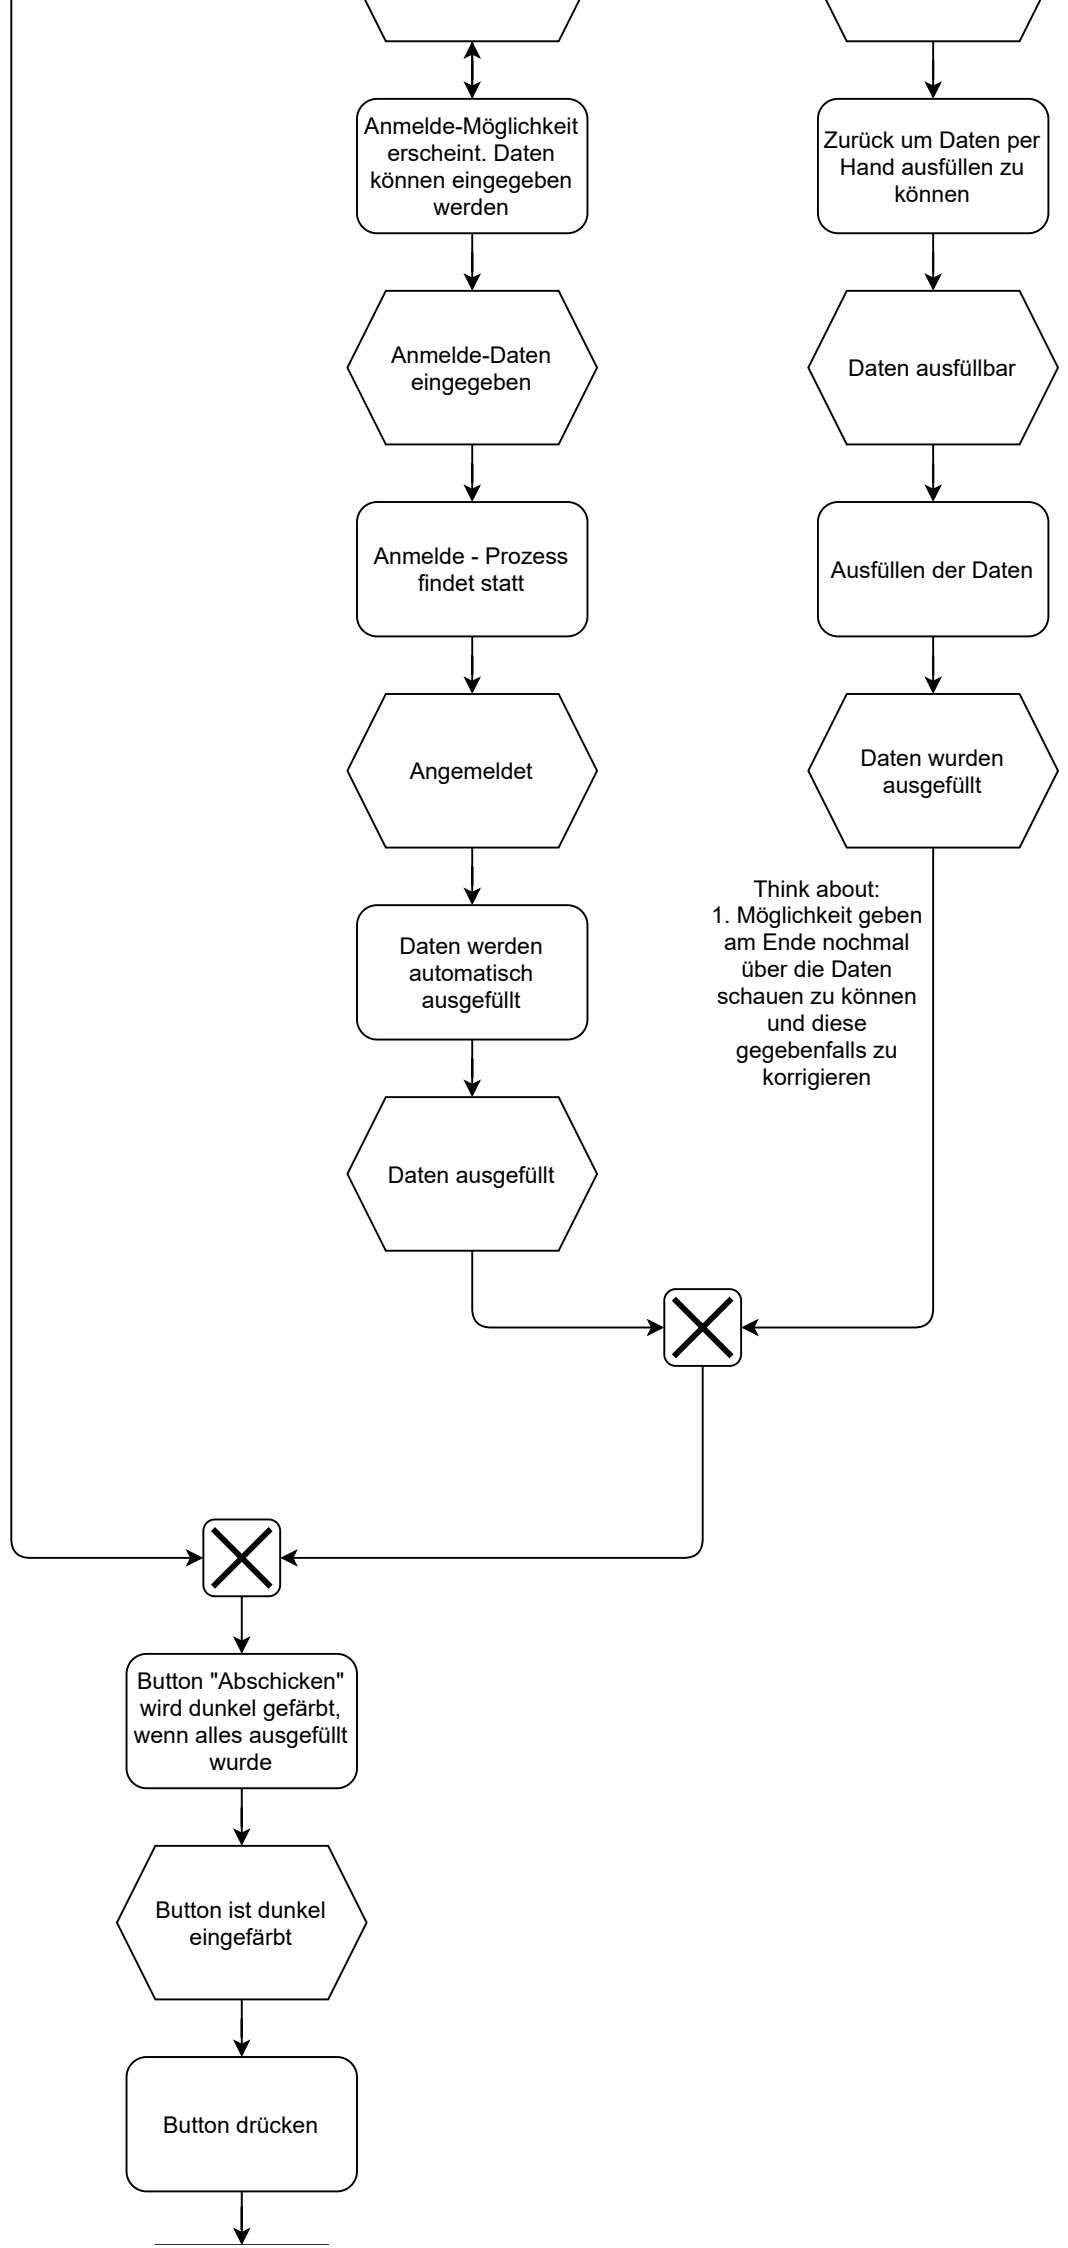 Anmelde-Möglichkeit
erscheint. Daten
können eingegeben
werden
Zurück um Daten per
Hand ausfüllen zu
können
Anmelde-Daten
eingegeben
Daten ausfüllbar
Anmelde - Prozess
findet statt
Ausfüllen der Daten
Angemeldet
Daten wurden
ausgefüllt
Think about:
1. Möglichkeit geben
am Ende nochmal
über die Daten
schauen zu können
und diese
gegebenfalls zu
korrigieren
Daten werden
automatisch
ausgefüllt
Daten ausgefüllt
Button "Abschicken"
wird dunkel gefärbt,
wenn alles ausgefüllt
wurde
Button ist dunkel
eingefärbt
Button drücken